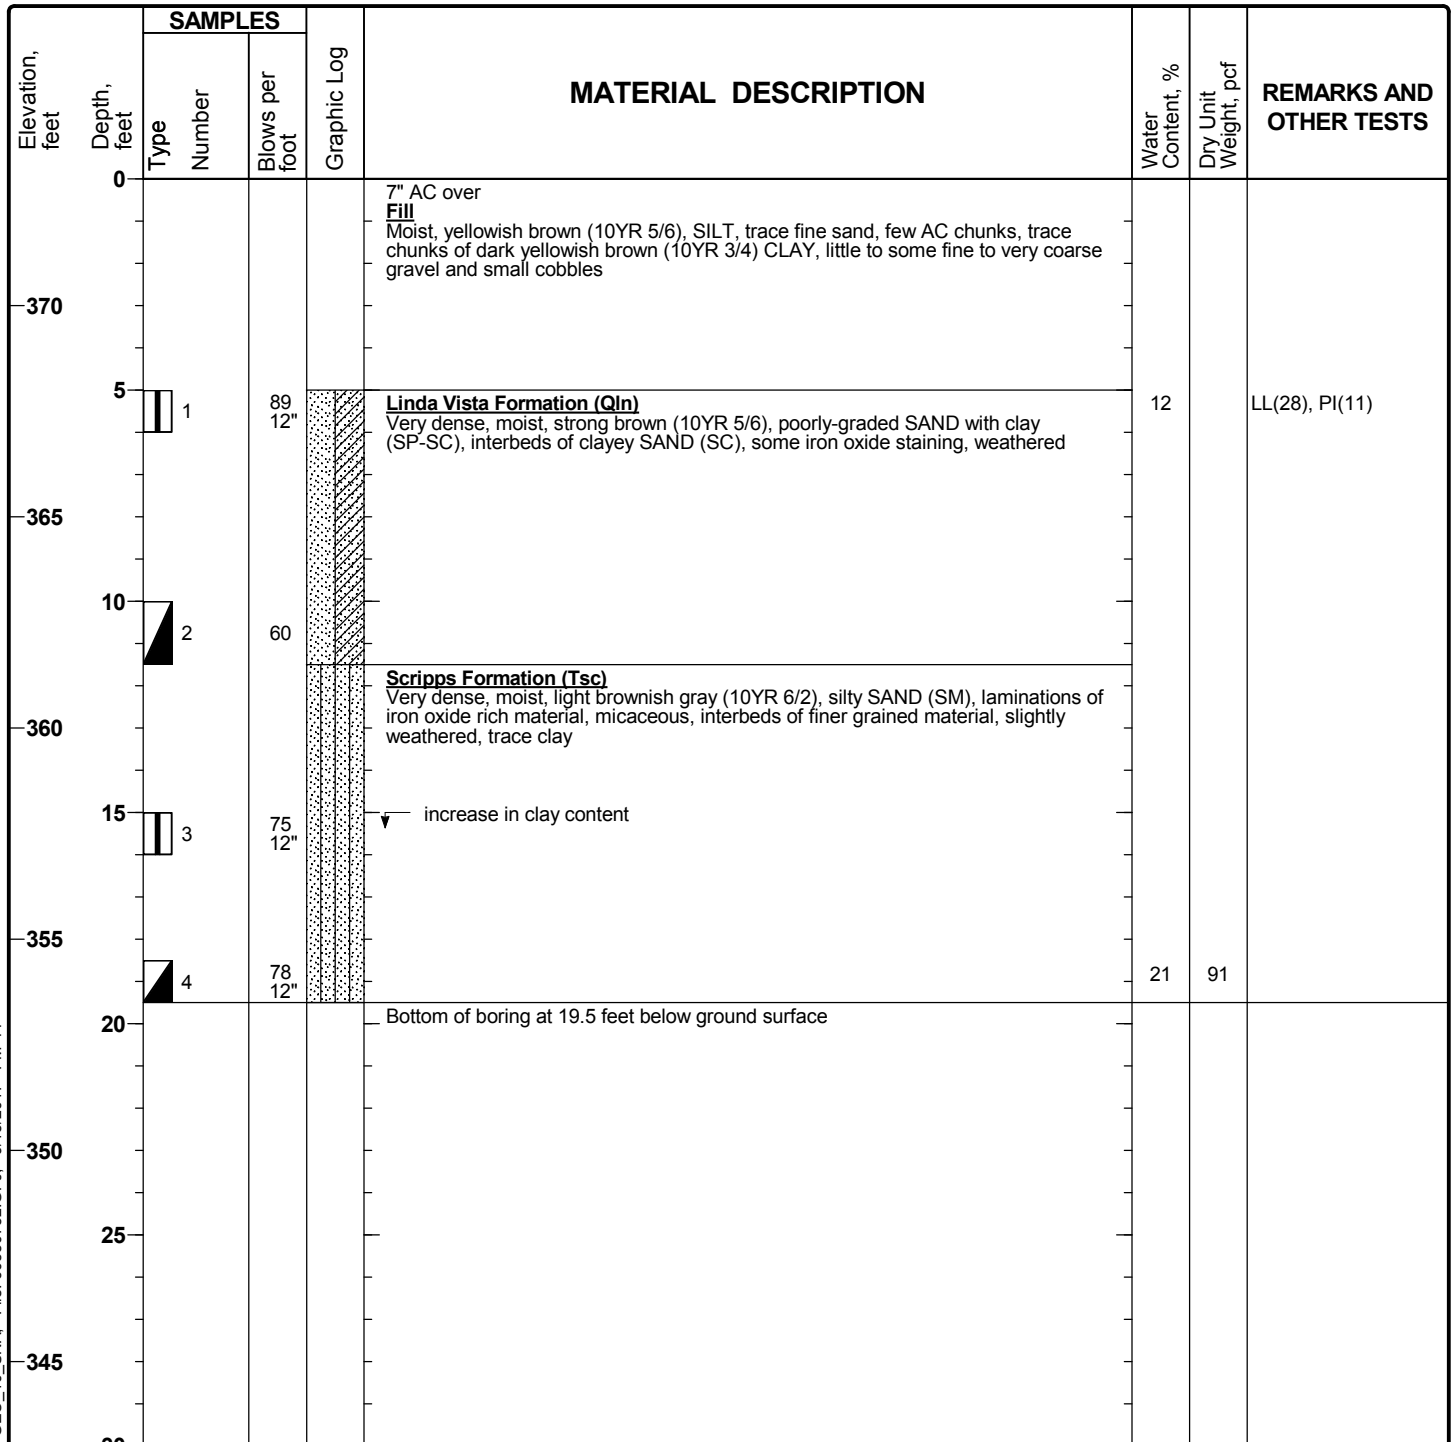 SAMPLES
Elevation,
feet
Depth,
feet
Type
Number
Blows per
foot
Graphic Log
MATERIAL DESCRIPTION
Water
Content, %
Dry Unit
Weight, pcf
REMARKS AND
OTHER TESTS
0
7" AC over
Fill
Moist, yellowish brown (10YR 5/6), SILT, trace fine sand, few AC chunks, trace
chunks of dark yellowish brown (10YR 3/4) CLAY, little to some fine to very coarse
gravel and small cobbles
370
5
1
89
12"
Linda Vista Formation (Qln)
12
LL(28), PI(11)
Very dense, moist, strong brown (10YR 5/6), poorly-graded SAND with clay
(SP-SC), interbeds of clayey SAND (SC), some iron oxide staining, weathered
365
10
2
60
Scripps Formation (Tsc)
Very dense, moist, light brownish gray (10YR 6/2), silty SAND (SM), laminations of
iron oxide rich material, micaceous, interbeds of finer grained material, slightly
weathered, trace clay
360
15
3
75
12"
increase in clay content
355
4
78
12"
21
91
20
Bottom of boring at 19.5 feet below ground surface
350
25
345